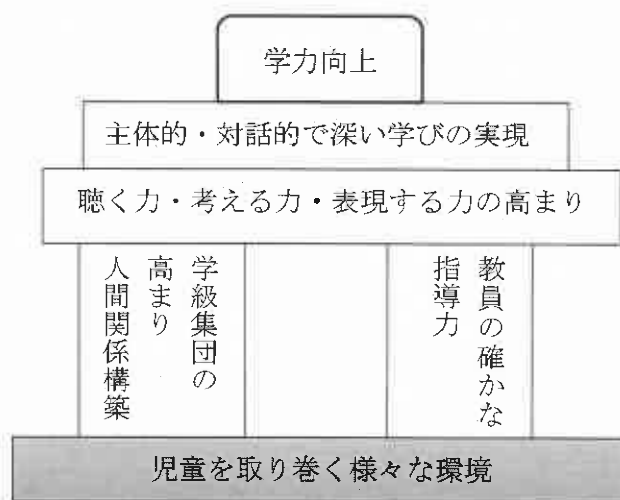 学力向上
主体的・対話的で深い学びの実現
聴く力・考える力・表現する力の高まり
学級集団の
高まり
人間関係構築
教員の確かな
指導力
児童を取り巻く様々な環境